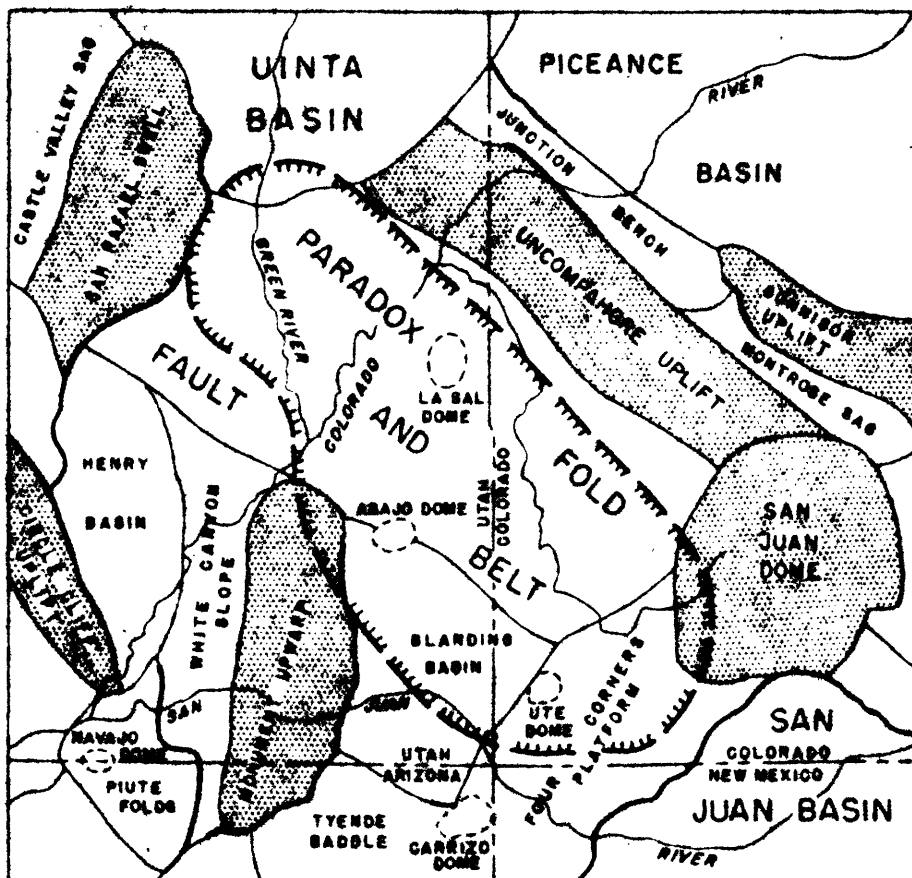 UINTA
BASIN
PICEANCE
BASIN
RIVER
CASTLE VALLEY SAG
SAN RAFAEL SWELL
JUNCTION
BENCH
UNCOMPAHGRE
UPLIFT
GUNNISON
UPLIFT
MONTROSE SAG
GREEN RIVER
PARADOX
FAULT
AND
FOLD
BELT
COLORADO
LA SAL
DOME
HENRY
BASIN
WHITE CANYON
SLOPE
ABAJO DOME
UTAH
COLORADO
SAN
JUAN
DOME
CIRCLE CLIFF
UPLIFT
MONUMENT UPWARP
BLANDING
BASIN
SAN
JUAN
UTE
DOME
FOUR CORNERS
PLATFORM
NAVAJO
DOME
PIUTE
FOLDS
UTAH
ARIZONA
TYENDE
SADDLE
CARRIZO
DOME
SAN
COLORADO
NEW MEXICO
JUAN BASIN
RIVER